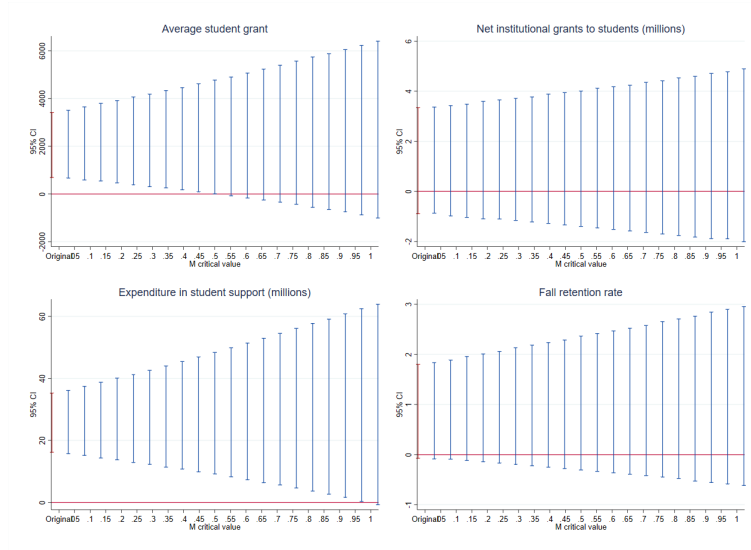 Average student grant
95% CI
6000
4000
2000
0
-2000
Original .05 .1 .15 .2 .25 .3 .35 .4 .45 .5 .55 .6 .65 .7 .75 .8 .85 .9 .95 1
M critical value
Net institutional grants to students (millions)
95% CI
6
4
2
0
-2
Original .05 .1 .15 .2 .25 .3 .35 .4 .45 .5 .55 .6 .65 .7 .75 .8 .85 .9 .95 1
M critical value
Expenditure in student support (millions)
95% CI
60
40
20
0
Original .05 .1 .15 .2 .25 .3 .35 .4 .45 .5 .55 .6 .65 .7 .75 .8 .85 .9 .95 1
M critical value
Fall retention rate
95% CI
3
2
1
0
-1
Original .05 .1 .15 .2 .25 .3 .35 .4 .45 .5 .55 .6 .65 .7 .75 .8 .85 .9 .95 1
M critical value